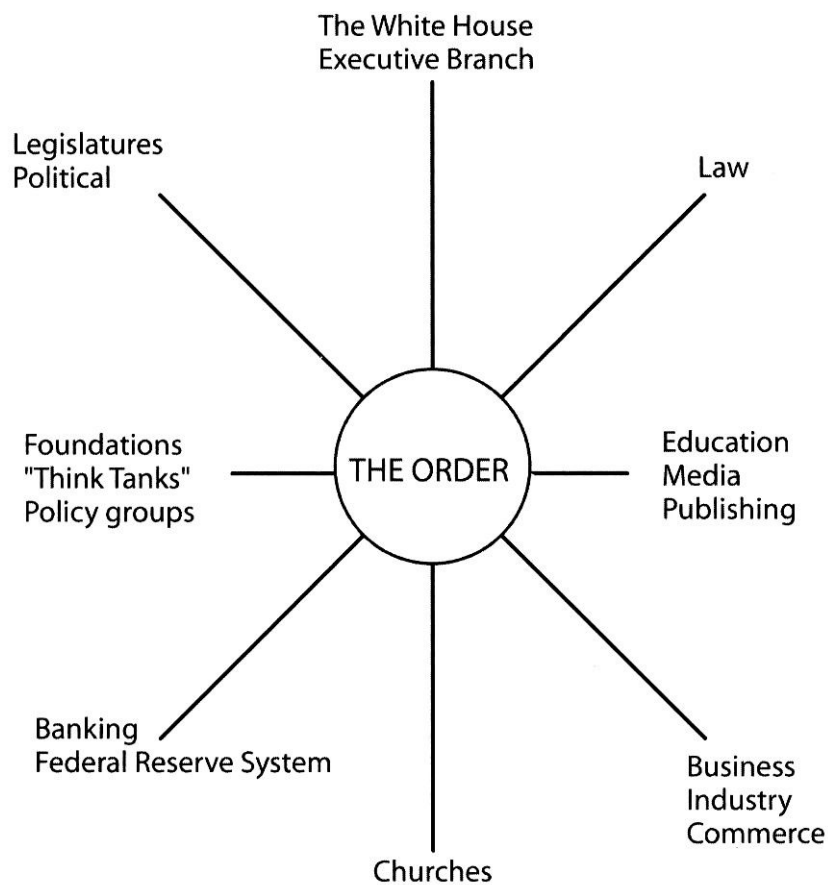 The White House
Executive Branch
Legislatures
Political
Law
Foundations
"Think Tanks"
Policy groups
THE ORDER
Education
Media
Publishing
Banking
Federal Reserve System
Business
Industry
Commerce
Churches